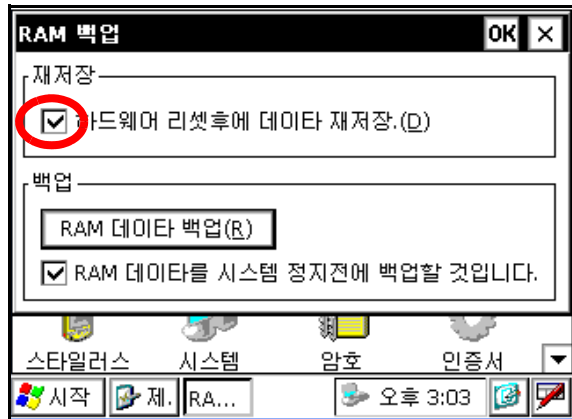 RAM 백업 OK ×
재저장
하드웨어 리셋후에 데이타 재저장.(D)
백업
RAM 데이타 백업(R)
RAM 데이타를 시스템 정지전에 백업할 것입니다.
스타일러스 시스템 암호 인증서
시작 제. RA... 오후 3:03